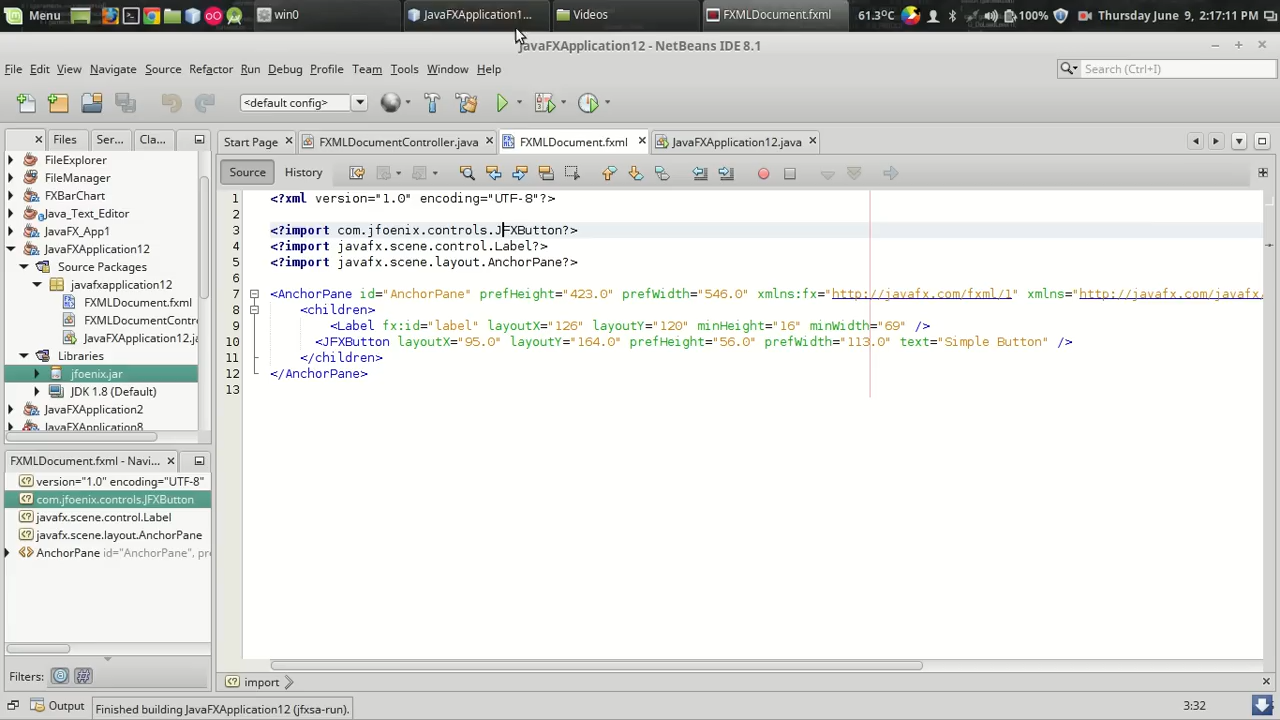 Menu win0 JavaFXApplication1... Videos FXMLDocument.fxml 61.3°C 100% Thursday June 9, 2:17:11 PM
JavaFXApplication12 - NetBeans IDE 8.1
File Edit View Navigate Source Refactor Run Debug Profile Team Tools Window Help Search (Ctrl+I)
<default config>
Files Ser... Cla... Start Page FXMLDocumentController.java FXMLDocument.fxml JavaFXApplication12.java
FileExplorer
FileManager
FXBarChart
Java_Text_Editor
JFX_App1
JavaFXApplication12
Source Packages
javafxapplication12
FXMLDocument.fxml
FXMLDocumentContro
JavaFXApplication12.ja
Libraries
jfoenix.jar
JDK 1.8 (Default)
JavaFXApplication2
JavaFXApplication8
Source History
1 <?xml version="1.0" encoding="UTF-8"?>
2
3 <?import com.jfoenix.controls.JFXButton?>
4 <?import javafx.scene.control.Label?>
5 <?import javafx.scene.layout.AnchorPane?>
6
7 <AnchorPane id="AnchorPane" prefHeight="423.0" prefWidth="546.0" xmlns:fx="http://javafx.com/fxml/1" xmlns="http://javafx.com/javafx.
8 <children>
9 <Label fx:id="label" layoutX="126" layoutY="120" minHeight="16" minWidth="69" />
10 <JFXButton layoutX="95.0" layoutY="164.0" prefHeight="56.0" prefWidth="113.0" text="Simple Button" />
11 </children>
12 </AnchorPane>
13
FXMLDocument.fxml - Navi...
version="1.0" encoding="UTF-8"
com.jfoenix.controls.JFXButton
javafx.scene.control.Label
javafx.scene.layout.AnchorPane
AnchorPane id="AnchorPane", pre
Filters:
import
Output Finished building JavaFXApplication12 (jfxsa-run). 3:32